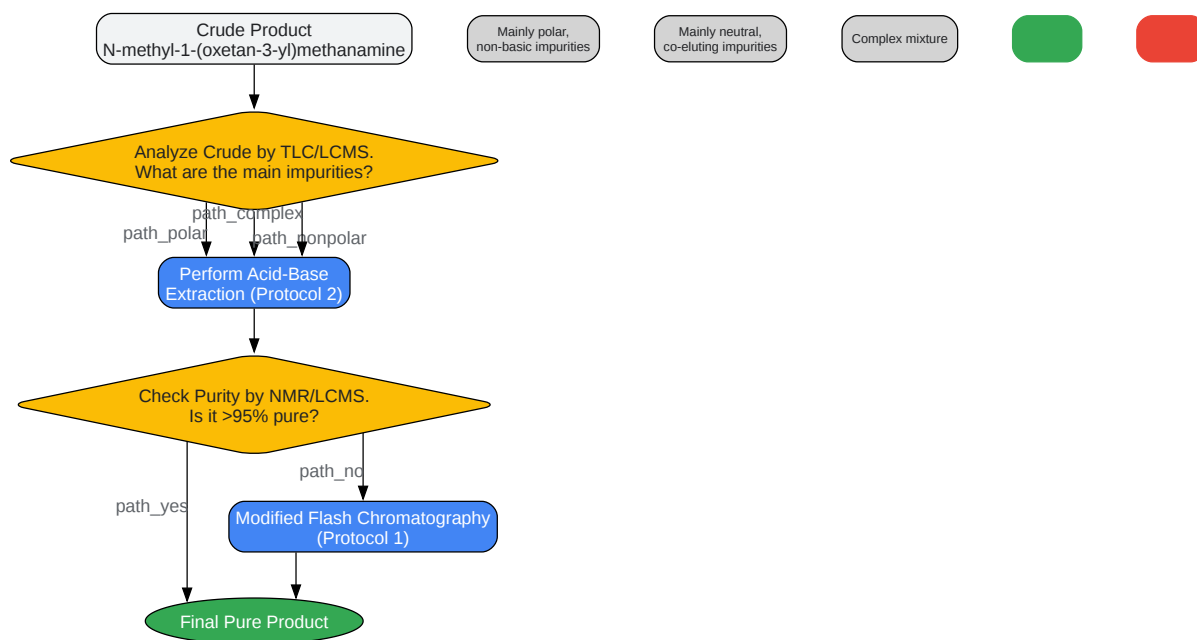 Crude Product
N-methyl-1-(oxetan-3-yl)methanamine
Mainly polar,
non-basic impurities
Mainly neutral,
co-eluting impurities
Complex mixture
Analyze Crude by TLC/LCMS.
What are the main impurities?
path_complex
path_polar
path_nonpolar
Perform Acid-Base
Extraction (Protocol 2)
Check Purity by NMR/LCMS.
Is it >95% pure?
path_no
path_yes
Modified Flash Chromatography
(Protocol 1)
Final Pure Product